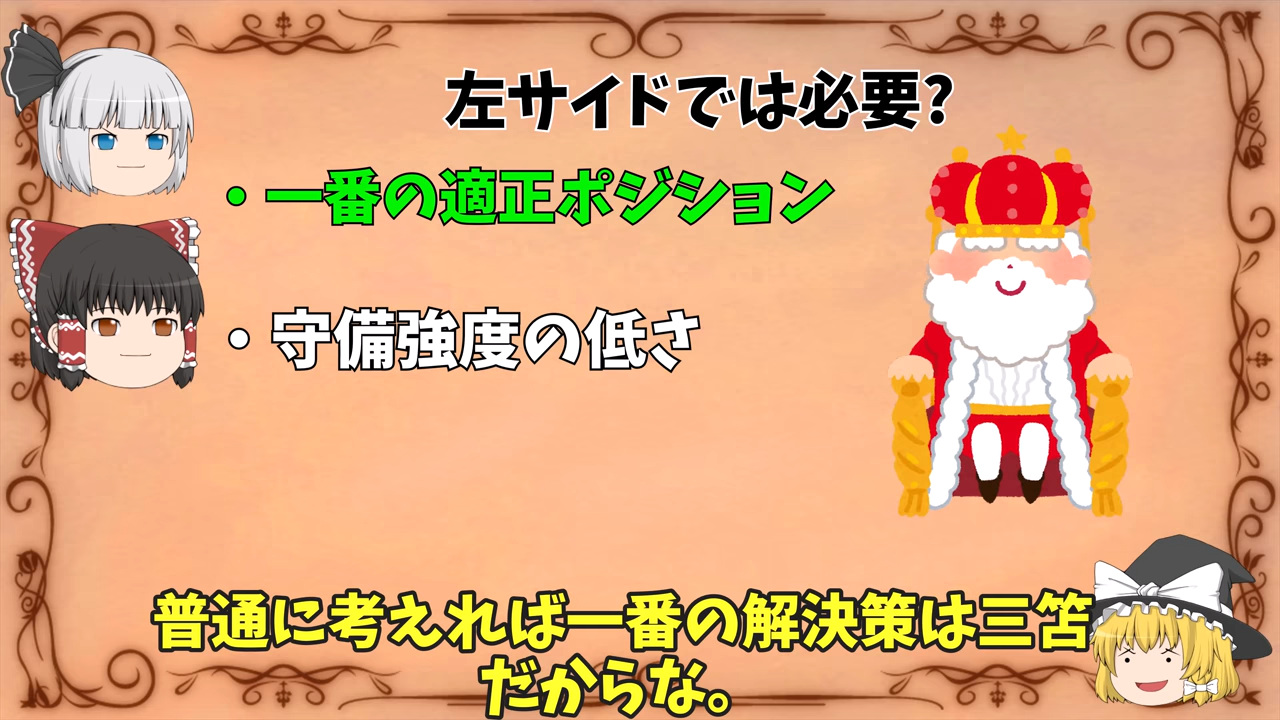 左サイドでは必要?
・一番の適正ポジション
・守備強度の低さ
普通に考えれば一番の解決策は三笘
だからな。